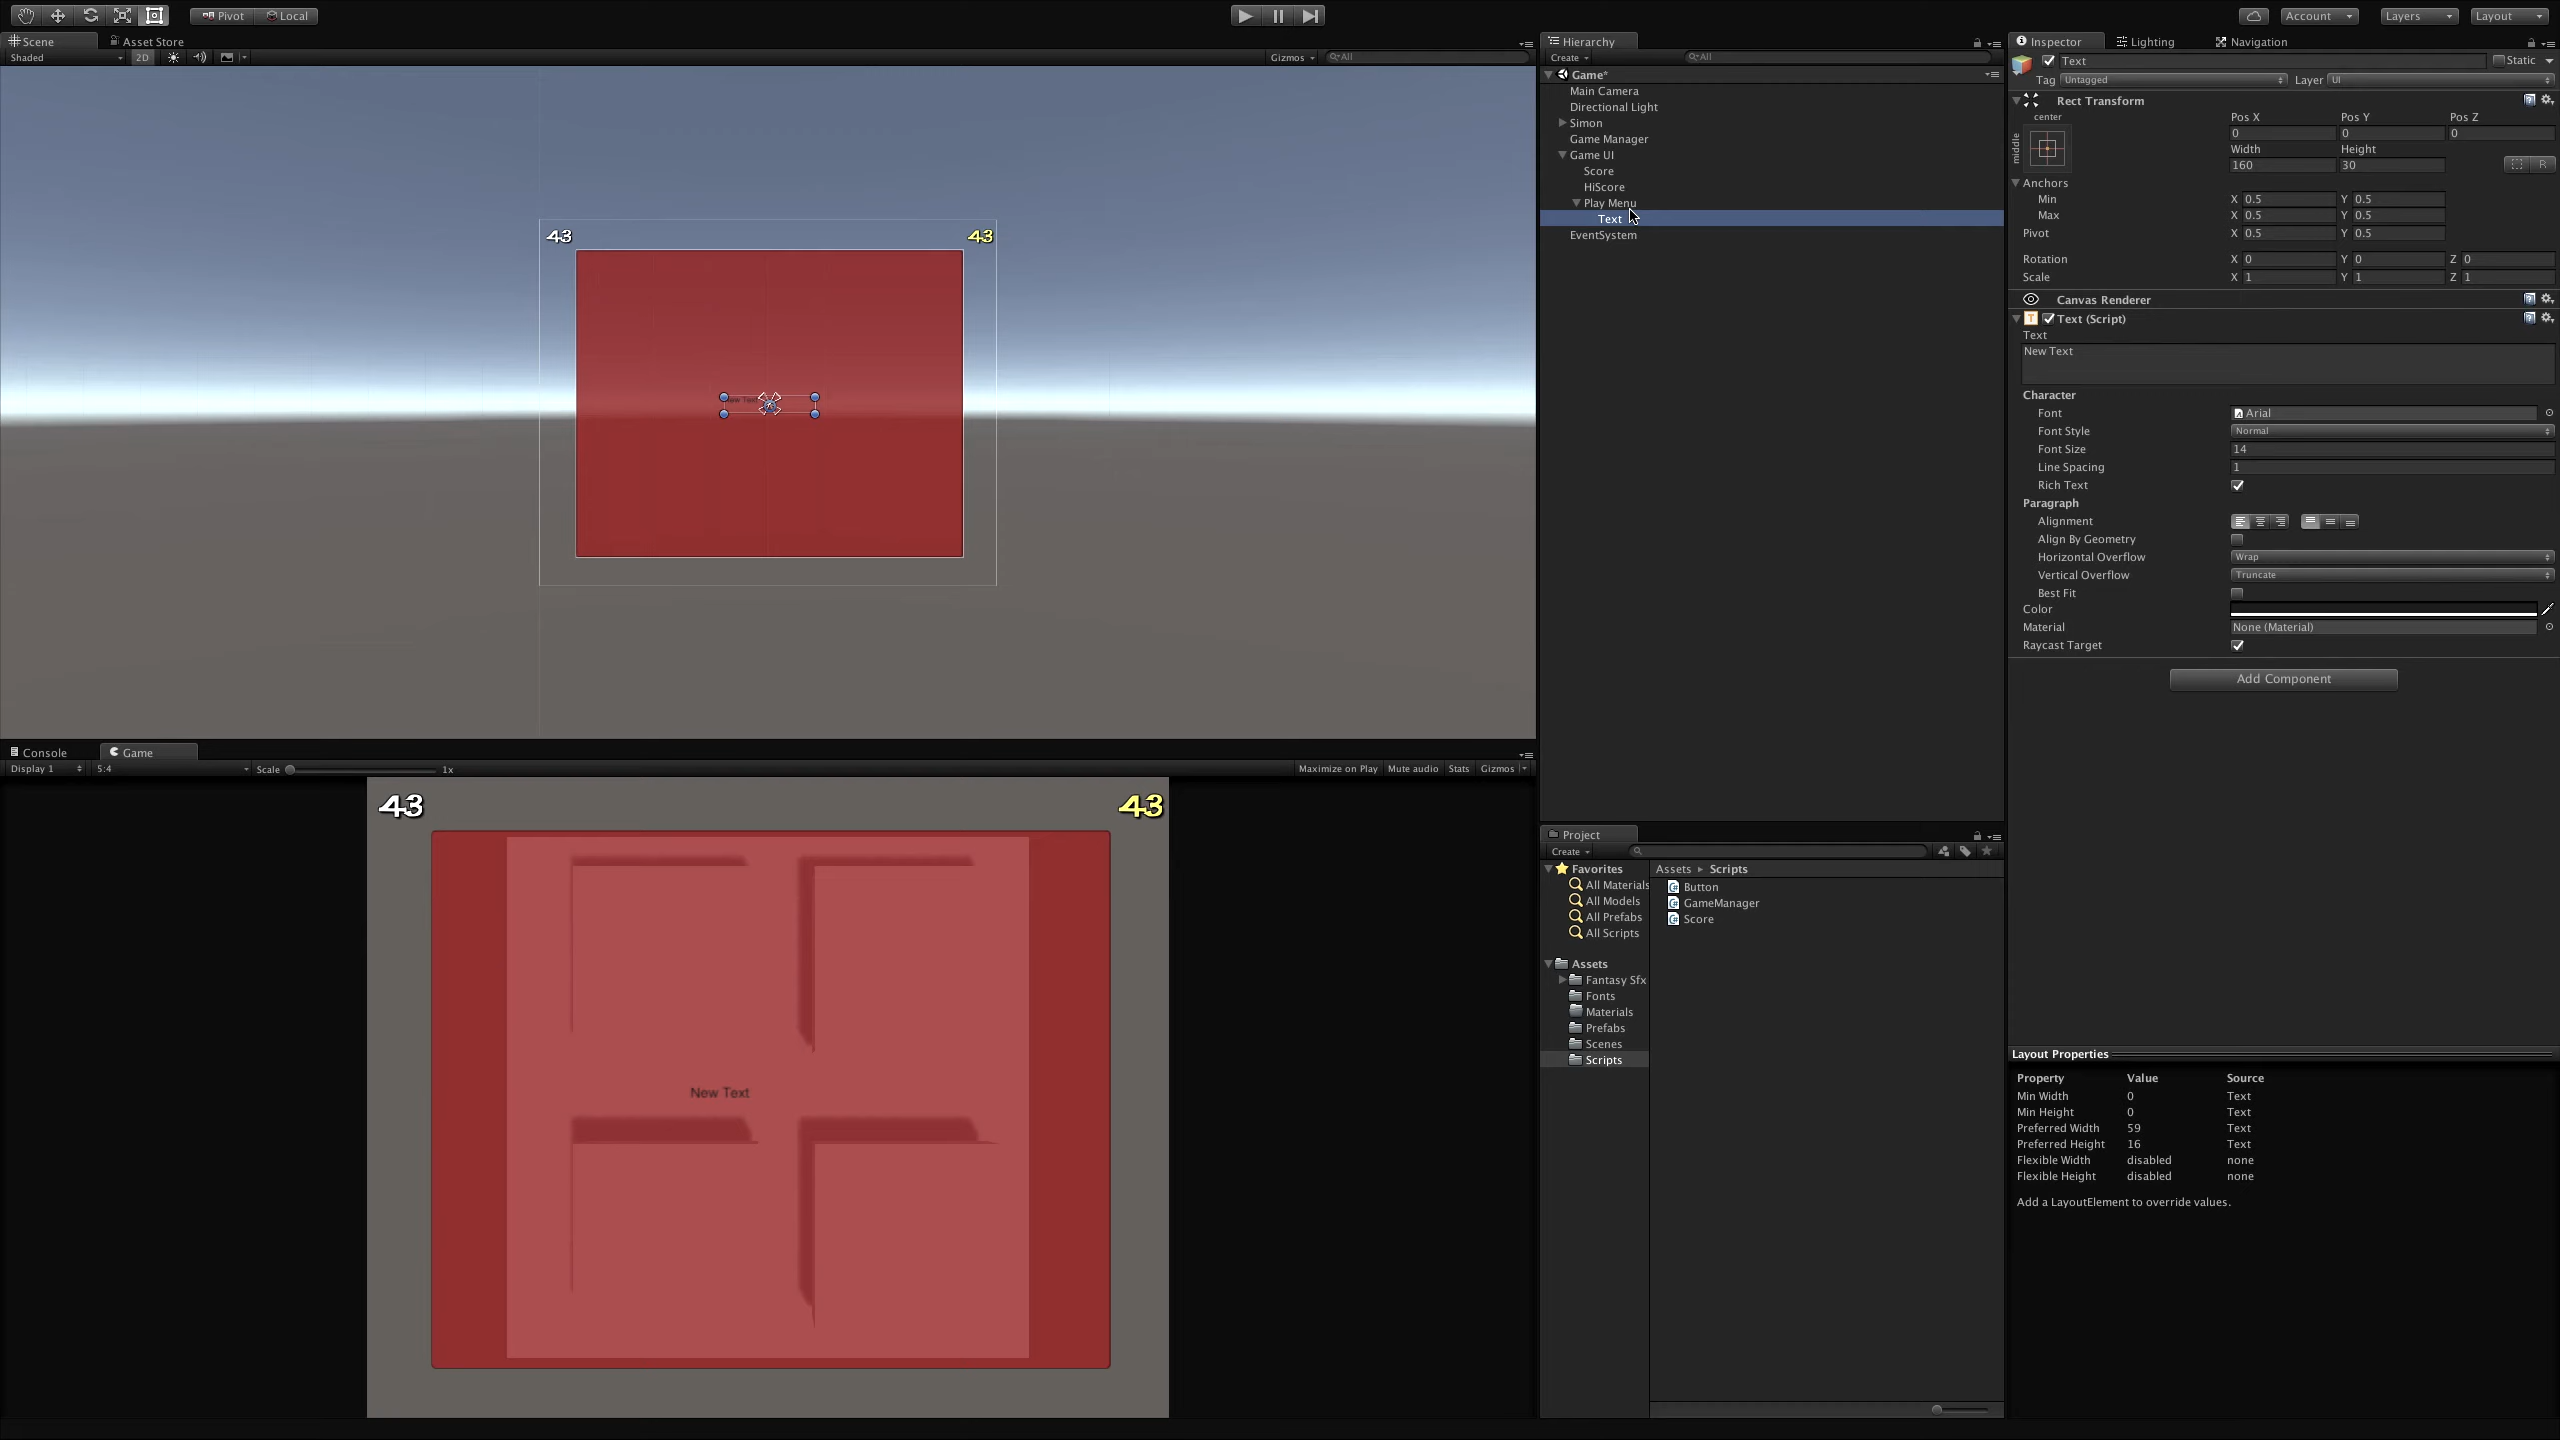 Pivot Local Account Layers Layout
Scene Asset Store
Shaded 2D Gizmos All
43 43
New Text
Console Game
Display 1 5:4 Scale 1x Maximize on Play Mute audio Stats Gizmos
43 43
New Text
Hierarchy
Create All
Game*
Main Camera
Directional Light
Simon
Game Manager
Game UI
Score
HiScore
Play Menu
Text
EventSystem
Project
Create
Favorites
All Materials
All Models
All Prefabs
All Scripts
Assets
Fantasy Sfx
Fonts
Materials
Prefabs
Scenes
Scripts
Assets Scripts
Button
GameManager
Score
Inspector Lighting Navigation
Text Static
Tag Untagged Layer UI
Rect Transform
center
middle
Pos X Pos Y Pos Z
0 0 0
Width Height
160 30 R
Anchors
Min X 0.5 Y 0.5
Max X 0.5 Y 0.5
Pivot X 0.5 Y 0.5
Rotation X 0 Y 0 Z 0
Scale X 1 Y 1 Z 1
Canvas Renderer
Text (Script)
Text
New Text
Character
Font Arial
Font Style Normal
Font Size 14
Line Spacing 1
Rich Text
Paragraph
Alignment
Align By Geometry
Horizontal Overflow Wrap
Vertical Overflow Truncate
Best Fit
Color
Material None (Material)
Raycast Target
Add Component
Layout Properties
Property Value Source
Min Width 0 Text
Min Height 0 Text
Preferred Width 59 Text
Preferred Height 16 Text
Flexible Width disabled none
Flexible Height disabled none
Add a LayoutElement to override values.